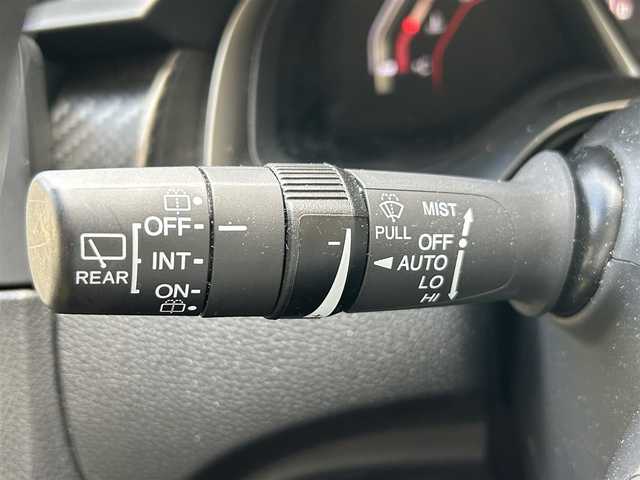 REAR
OFF
INT
ON
PULL
MIST
OFF
AUTO
LO
HI